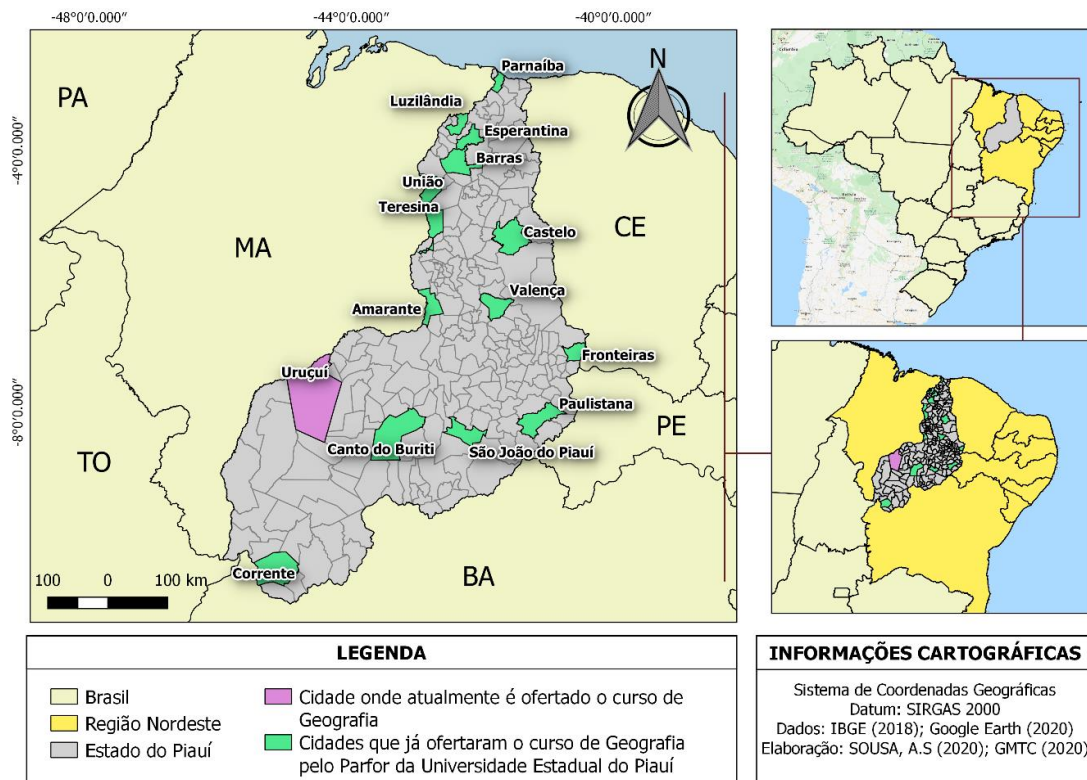 -48°0'0.000"
-44°0'0.000"
-40°0'0.000"
-4°0'0.000"
-8°0'0.000"
N
PA
Parnaíba
Luzilândia
Esperantina
Barras
União
Teresina
MA
CE
Castelo
Valença
Amarante
Fronteiras
Uruçuí
Paulistana
PE
TO
Canto do Buriti
São João do Piauí
Corrente
BA
100 0 100 km
LEGENDA
Brasil
Região Nordeste
Estado do Piauí
Cidade onde atualmente é ofertado o curso de
Geografia
Cidades que já ofertaram o curso de Geografia
pelo Parfor da Universidade Estadual do Piauí
INFORMAÇÕES CARTOGRÁFICAS
Sistema de Coordenadas Geográficas
Datum: SIRGAS 2000
Dados: IBGE (2018); Google Earth (2020)
Elaboração: SOUSA, A.S (2020); GMTC (2020)